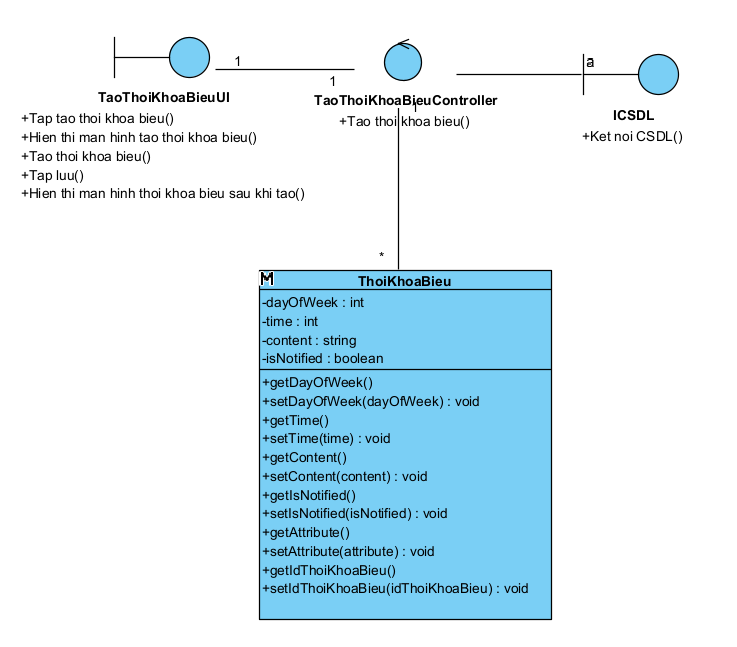 1
1
a
TaoThoiKhoaBieuUI
+Tap tao thoi khoa bieu()
+Hien thi man hinh tao thoi khoa bieu()
+Tao thoi khoa bieu()
+Tap luu()
+Hien thi man hinh thoi khoa bieu sau khi tao()
TaoThoiKhoaBieuController
1
+Tao thoi khoa bieu()
ICSDL
+Ket noi CSDL()
*
M
ThoiKhoaBieu
-dayOfWeek : int
-time : int
-content : string
-isNotified : boolean
+getDayOfWeek()
+setDayOfWeek(dayOfWeek) : void
+getTime()
+setTime(time) : void
+getContent()
+setContent(content) : void
+getIsNotified()
+setIsNotified(isNotified) : void
+getAttribute()
+setAttribute(attribute) : void
+getIdThoiKhoaBieu()
+setIdThoiKhoaBieu(idThoiKhoaBieu) : void